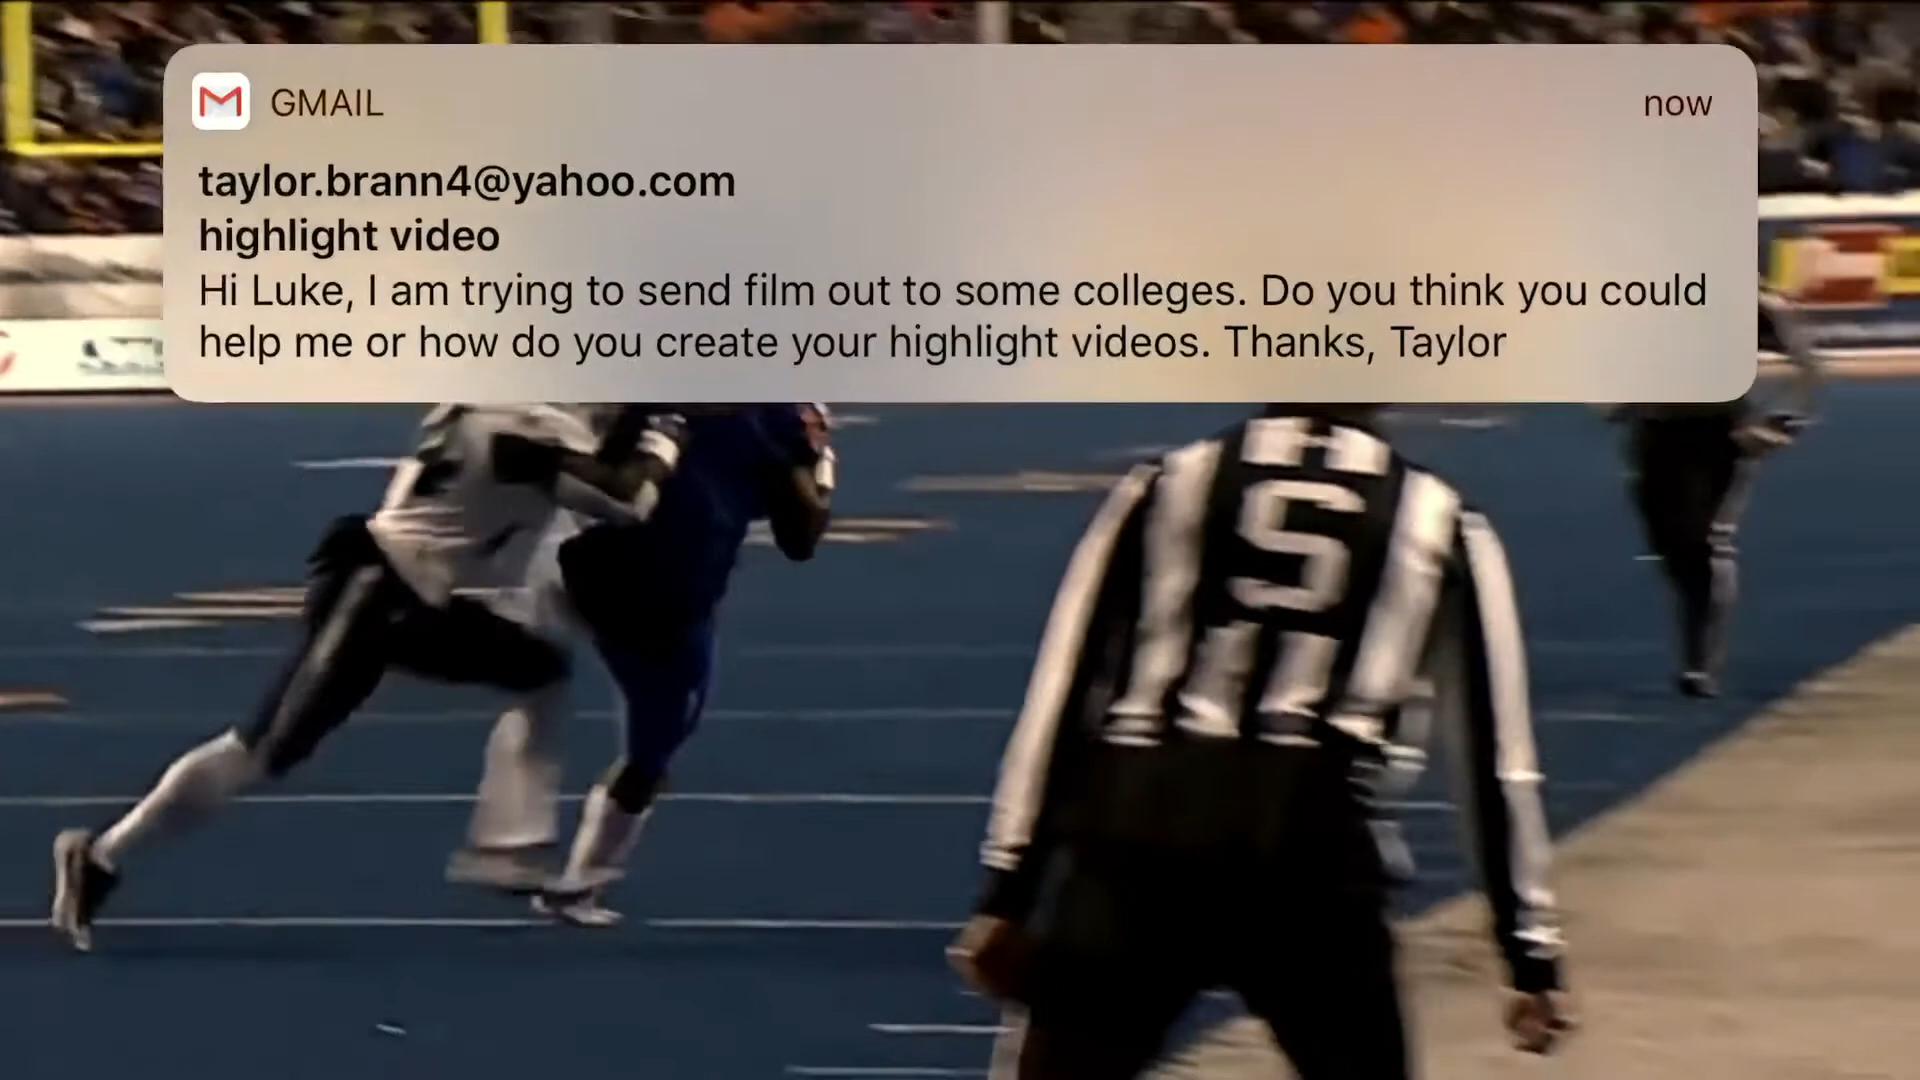 GMAIL
now
taylor.brann4@yahoo.com
highlight video
Hi Luke, I am trying to send film out to some colleges. Do you think you could
help me or how do you create your highlight videos. Thanks, Taylor
S